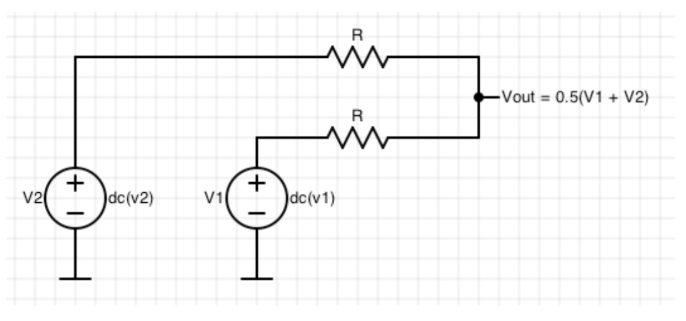 R
Vout = 0.5(V1 + V2)
R
V2 + − dc(v2)
V1 + − dc(v1)